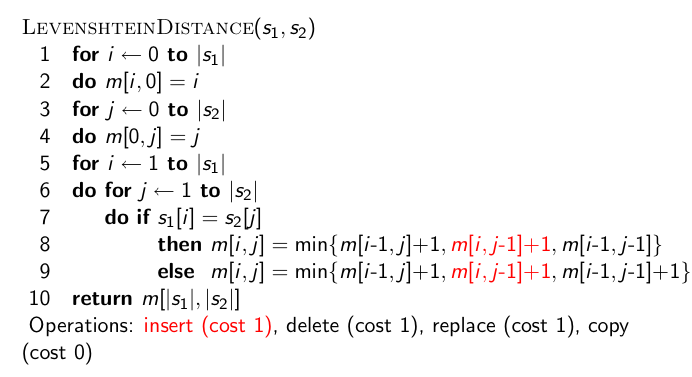 LEVENSHTEINDISTANCE(s₁, s₂)
1 for i ← 0 to |s₁|
2 do m[i, 0] = i
3 for j ← 0 to |s₂|
4 do m[0, j] = j
5 for i ← 1 to |s₁|
6 do for j ← 1 to |s₂|
7 do if s₁[i] = s₂[j]
8 then m[i, j] = min{m[i-1, j]+1, m[i, j-1]+1, m[i-1, j-1]}
9 else m[i, j] = min{m[i-1, j]+1, m[i, j-1]+1, m[i-1, j-1]+1}
10 return m[|s₁|, |s₂|]
Operations: insert (cost 1), delete (cost 1), replace (cost 1), copy
(cost 0)